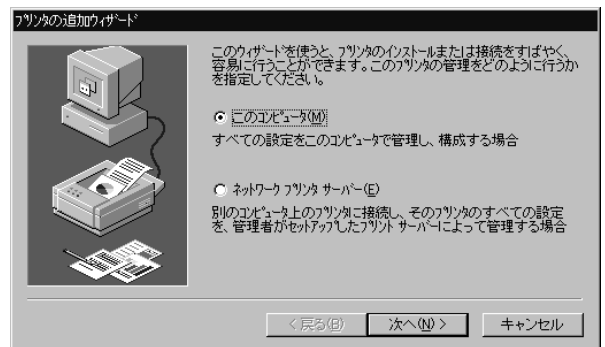 プリンタの追加ウィザード
このウィザードを使うと、プリンタのインストールまたは接続をすばやく、
容易に行うことができます。このプリンタの管理をどのように行うか
を指定してください。
このコンピュータ(M)
すべての設定をこのコンピュータで管理し、構成する場合
ネットワーク プリンタ サーバー(E)
別のコンピュータ上のプリンタに接続し、そのプリンタのすべての設定
を、管理者がセットアップしたプリント サーバーによって管理する場合
< 戻る(B) 次へ(N) > キャンセル